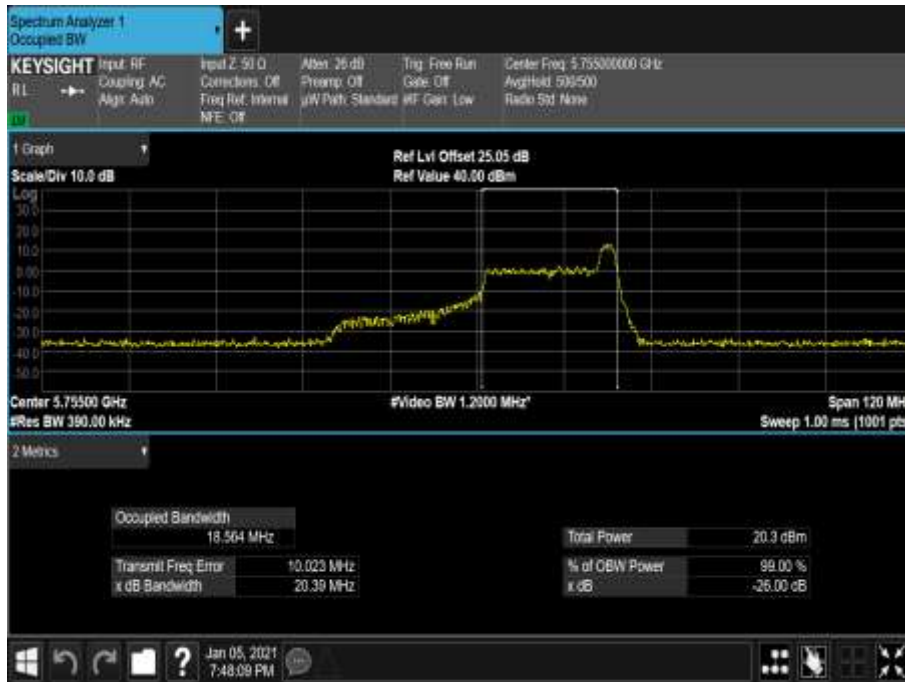 Spectrum Analyzer 1
Occupied BW
+
KEYSIGHT
Input: RF
Coupling: AC
Align: Auto
Input Z: 50 Ω
Corrections: Off
Freq Ref: Internal
NFE: Off
Atten: 26 dB
Preamp: Off
µW Path: Standard
Trig: Free Run
Gate: Off
#IF Gain: Low
Center Freq: 5.755000000 GHz
Avg|Hold: 500/500
Radio Std: None
1 Graph
Scale/Div 10.0 dB
Ref Lvl Offset 25.05 dB
Ref Value 40.00 dBm
Log
30.0
20.0
10.0
0.00
-10.0
-20.0
-30.0
-40.0
-50.0
Center 5.75500 GHz
#Video BW 1.2000 MHz*
Span 120 MH
#Res BW 390.00 kHz
Sweep 1.00 ms (1001 pts
2 Metrics
Occupied Bandwidth
18.564 MHz
Total Power 20.3 dBm
Transmit Freq Error 10.023 MHz
% of OBW Power 99.00 %
x dB Bandwidth 20.39 MHz
x dB -26.00 dB
?
Jan 05, 2021
7:48:09 PM